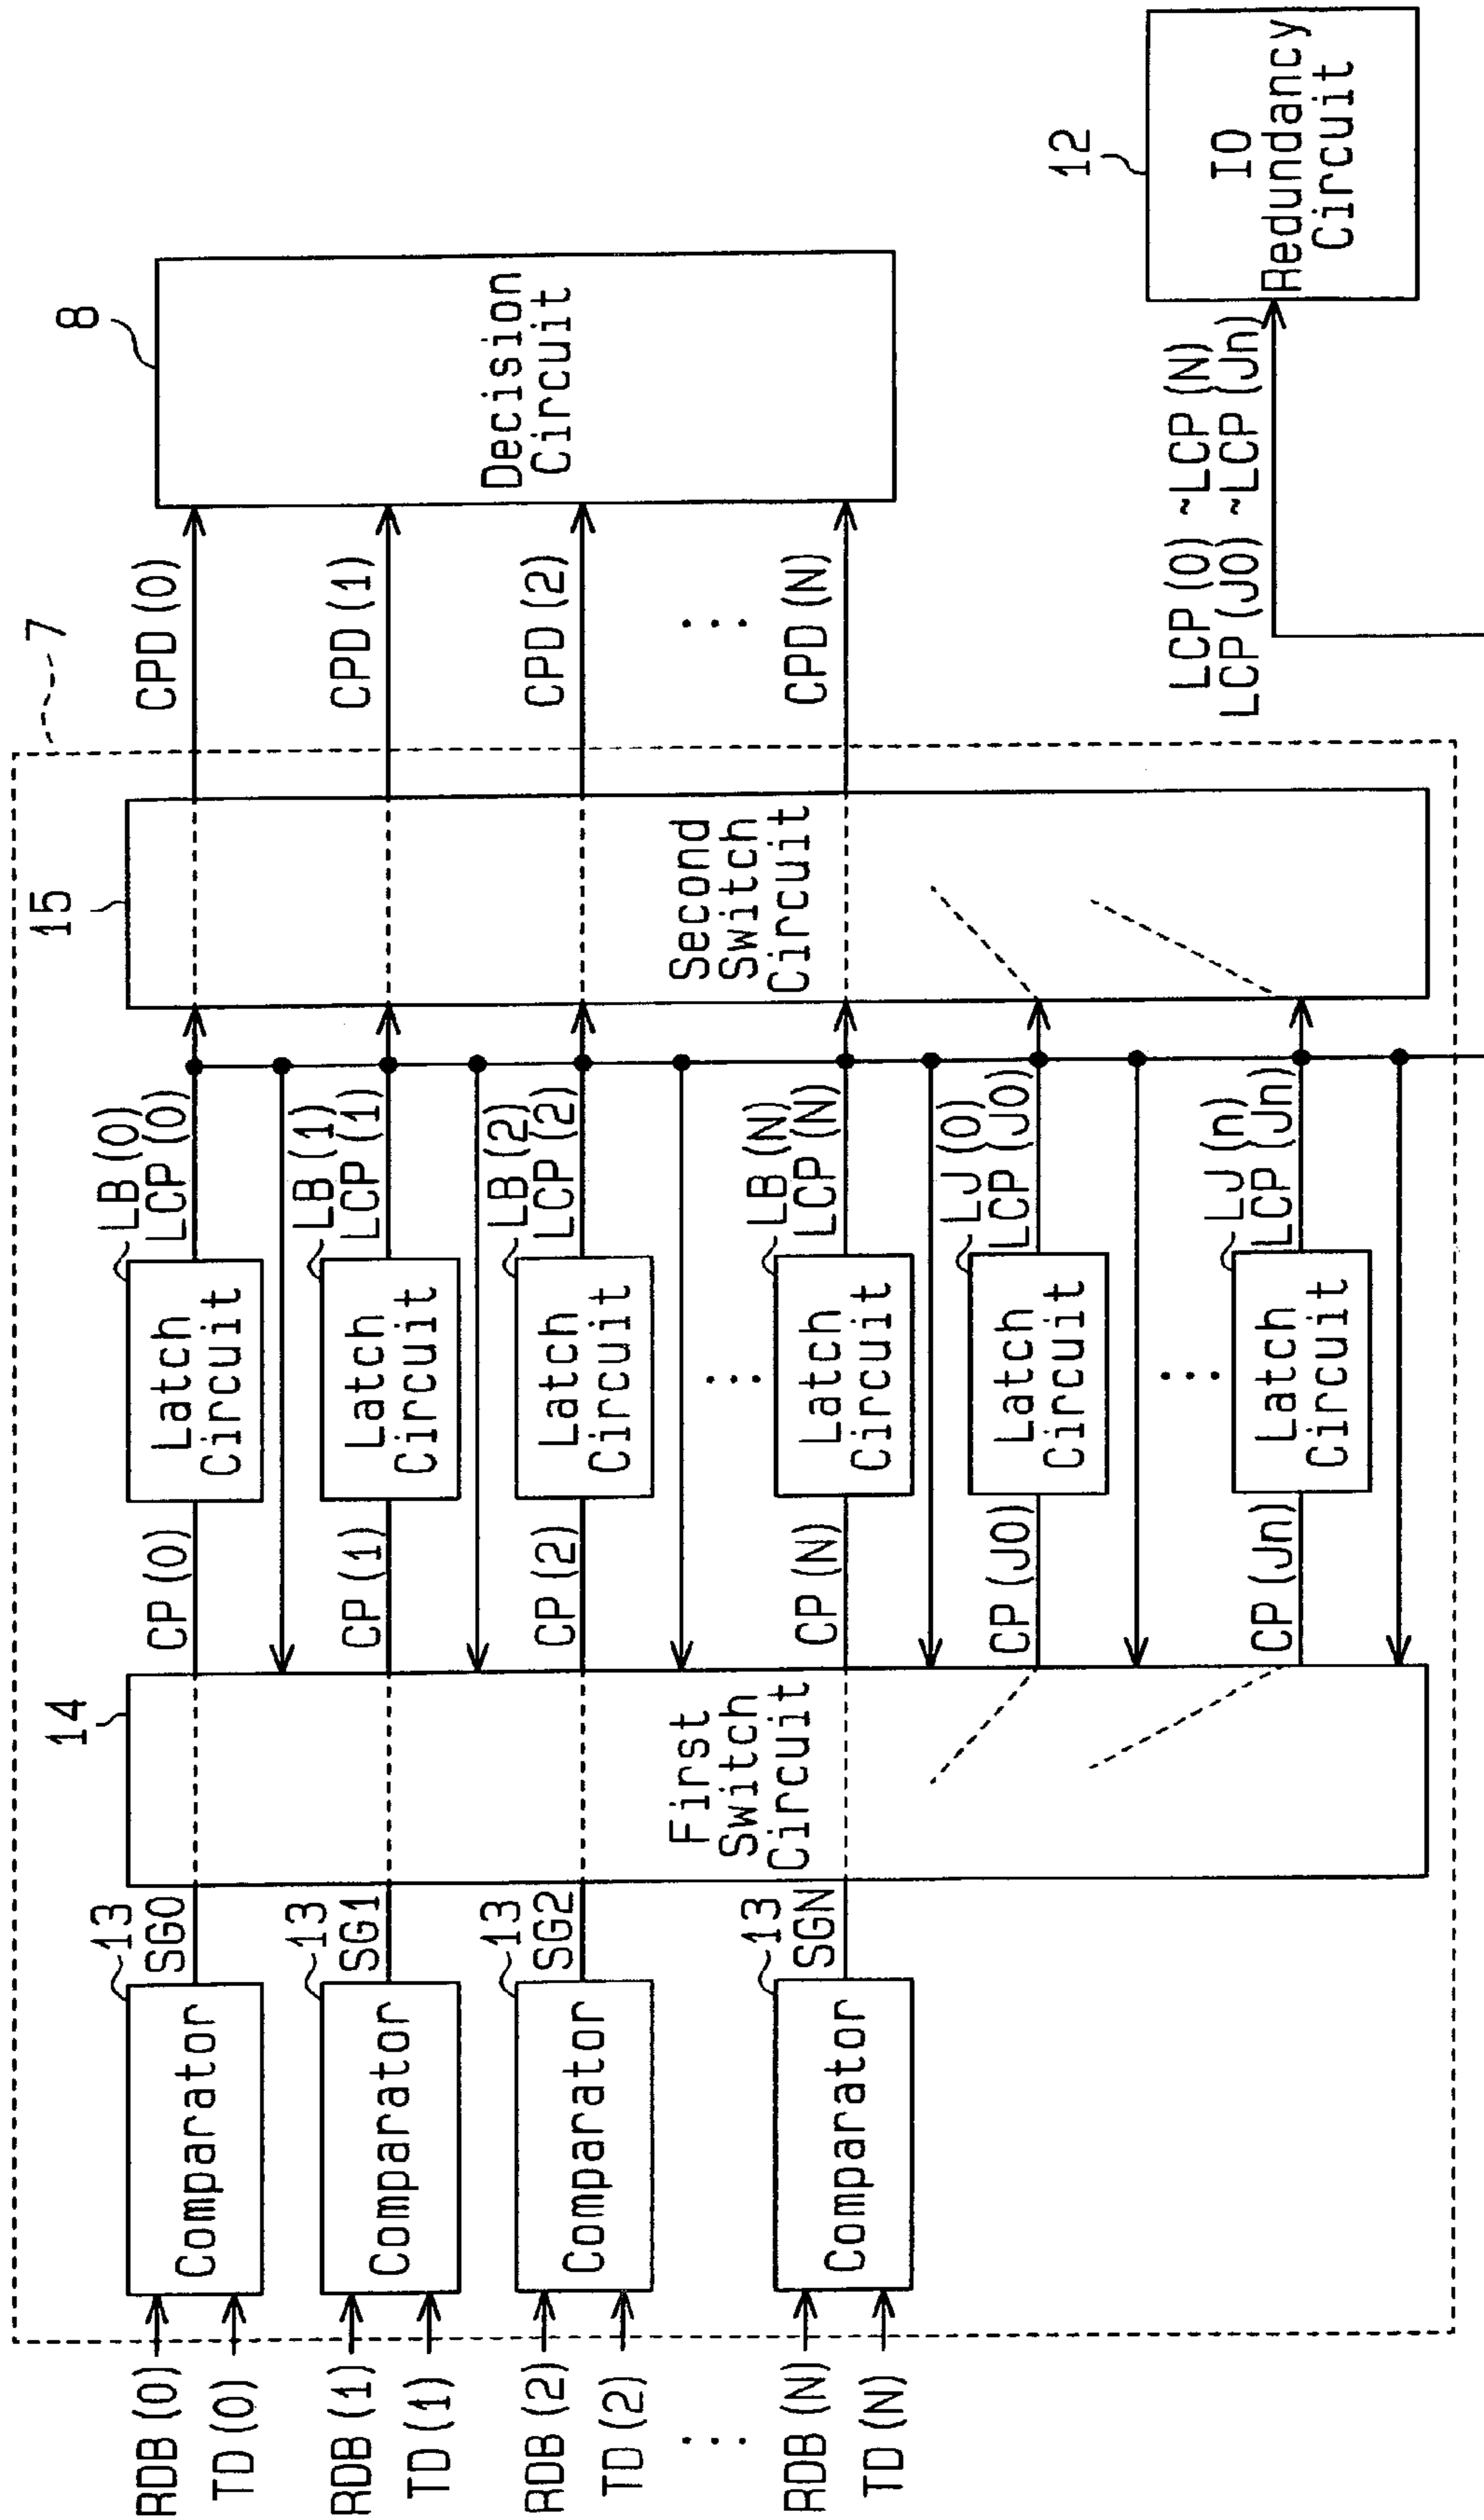 7
15
14
8
12
RDB (0)
TD (0)
Comparator
13
SG0
CP (0)
Latch
Circuit
LB (0)
LCP (0)
CPD (0)
RDB (1)
TD (1)
Comparator
13
SG1
CP (1)
Latch
Circuit
LB (1)
LCP (1)
CPD (1)
RDB (2)
TD (2)
Comparator
13
SG2
CP (2)
Latch
Circuit
LB (2)
LCP (2)
CPD (2)
...
...
...
RDB (N)
TD (N)
Comparator
13
SGN
First
Switch
Circuit
CP (N)
Latch
Circuit
LB (N)
LCP (N)
Second
Switch
Circuit
CPD (N)
Decision
Circuit
CP (J0)
Latch
Circuit
LJ (0)
LCP (J0)
...
CP (Jn)
Latch
Circuit
LJ (n)
LCP (Jn)
LCP (0) ~LCP (N)
LCP (J0) ~LCP (Jn)
IO
Redundancy
Circuit